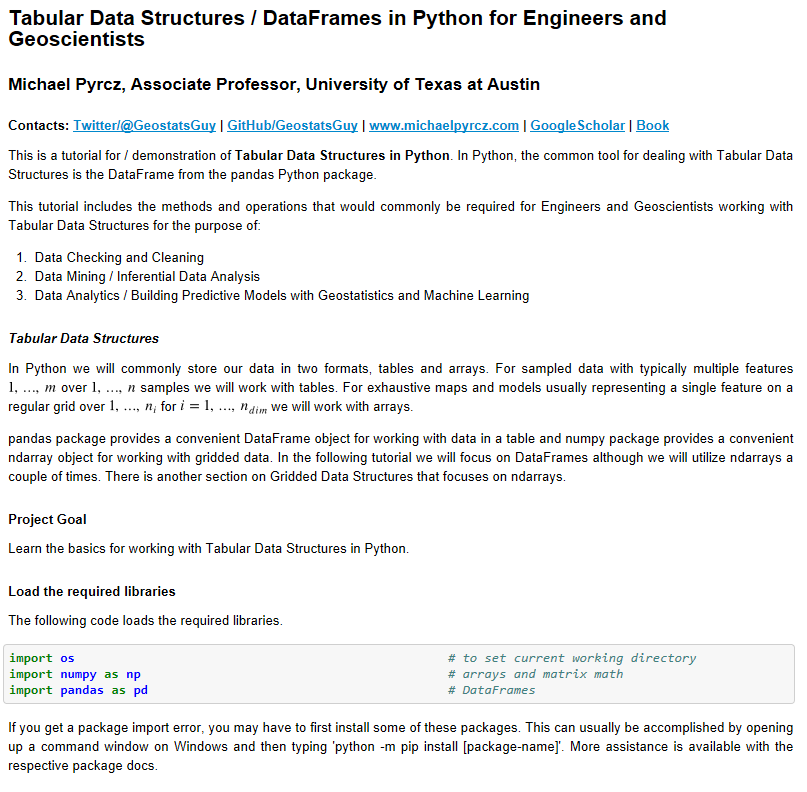 Tabular Data Structures / DataFrames in Python for Engineers and
Geoscientists
Michael Pyrcz, Associate Professor, University of Texas at Austin
Contacts: Twitter/@GeostatsGuy | GitHub/GeostatsGuy | www.michaelpyrcz.com | GoogleScholar | Book
This is a tutorial for / demonstration of Tabular Data Structures in Python. In Python, the common tool for dealing with Tabular Data
Structures is the DataFrame from the pandas Python package.
This tutorial includes the methods and operations that would commonly be required for Engineers and Geoscientists working with
Tabular Data Structures for the purpose of:
1. Data Checking and Cleaning
2. Data Mining / Inferential Data Analysis
3. Data Analytics / Building Predictive Models with Geostatistics and Machine Learning
Tabular Data Structures
In Python we will commonly store our data in two formats, tables and arrays. For sampled data with typically multiple features
1, …, m over 1, …, n samples we will work with tables. For exhaustive maps and models usually representing a single feature on a
regular grid over 1, …, n_i for i = 1, …, n_dim we will work with arrays.
pandas package provides a convenient DataFrame object for working with data in a table and numpy package provides a convenient
ndarray object for working with gridded data. In the following tutorial we will focus on DataFrames although we will utilize ndarrays a
couple of times. There is another section on Gridded Data Structures that focuses on ndarrays.
Project Goal
Learn the basics for working with Tabular Data Structures in Python.
Load the required libraries
The following code loads the required libraries.
import os # to set current working directory
import numpy as np # arrays and matrix math
import pandas as pd # DataFrames
If you get a package import error, you may have to first install some of these packages. This can usually be accomplished by opening
up a command window on Windows and then typing 'python -m pip install [package-name]'. More assistance is available with the
respective package docs.